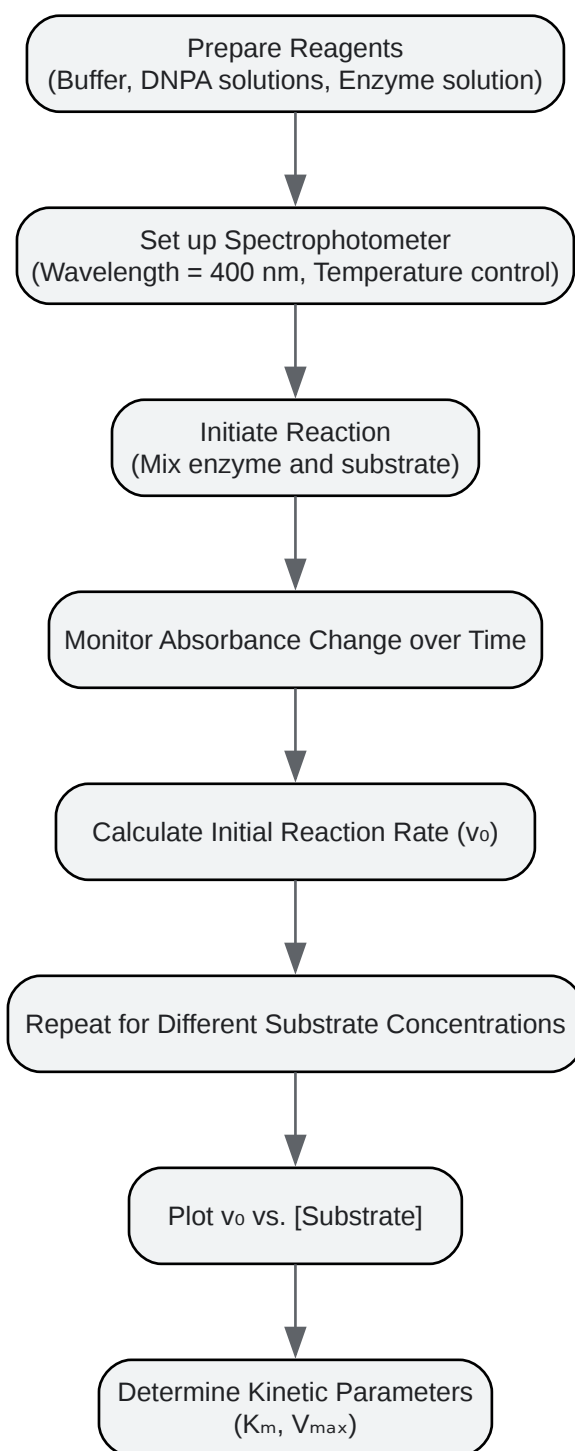 Prepare Reagents
(Buffer, DNPA solutions, Enzyme solution)
Set up Spectrophotometer
(Wavelength = 400 nm, Temperature control)
Initiate Reaction
(Mix enzyme and substrate)
Monitor Absorbance Change over Time
Calculate Initial Reaction Rate (v₀)
Repeat for Different Substrate Concentrations
Plot v₀ vs. [Substrate]
Determine Kinetic Parameters
(Kₘ, Vₘₐₓ)